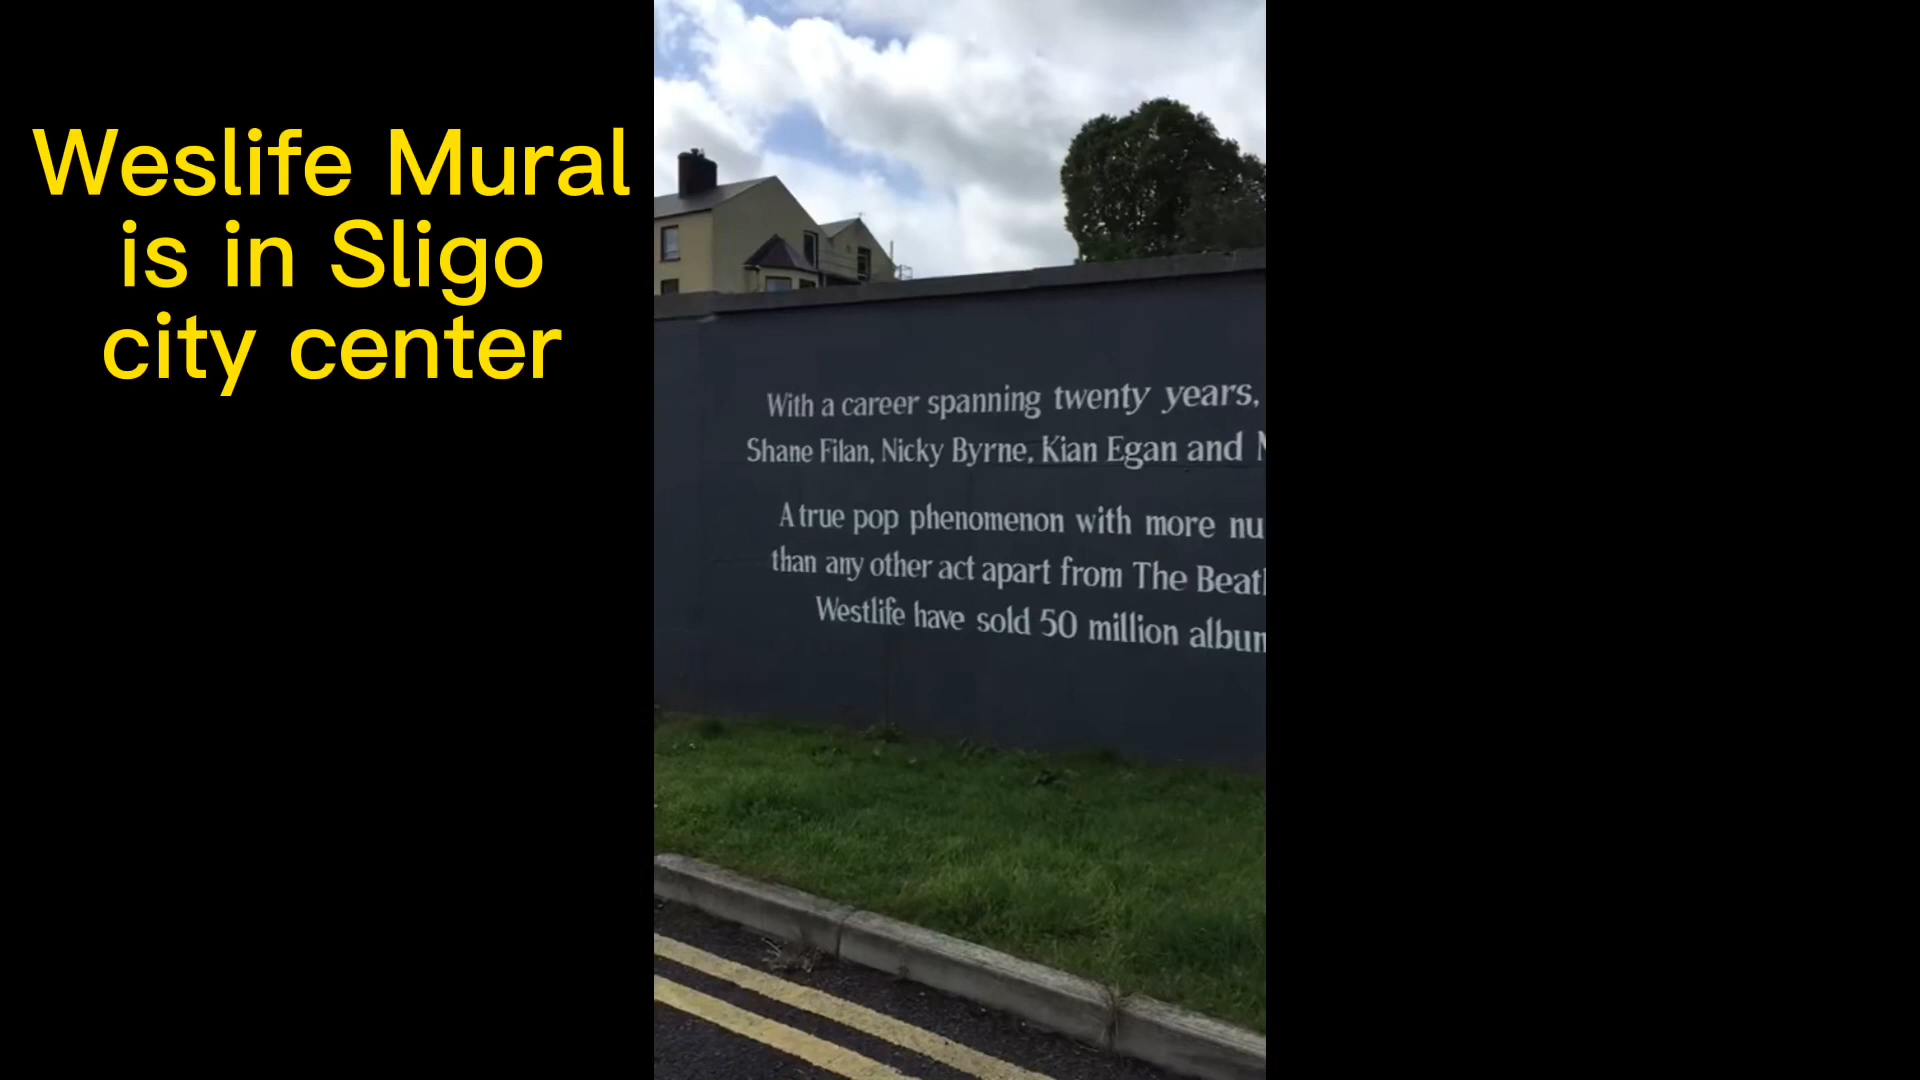 Weslife Mural
is in Sligo
city center
With a career spanning twenty years,
Shane Filan, Nicky Byrne, Kian Egan and
A true pop phenomenon with more
than any other act apart from The
Westlife have sold 50 million